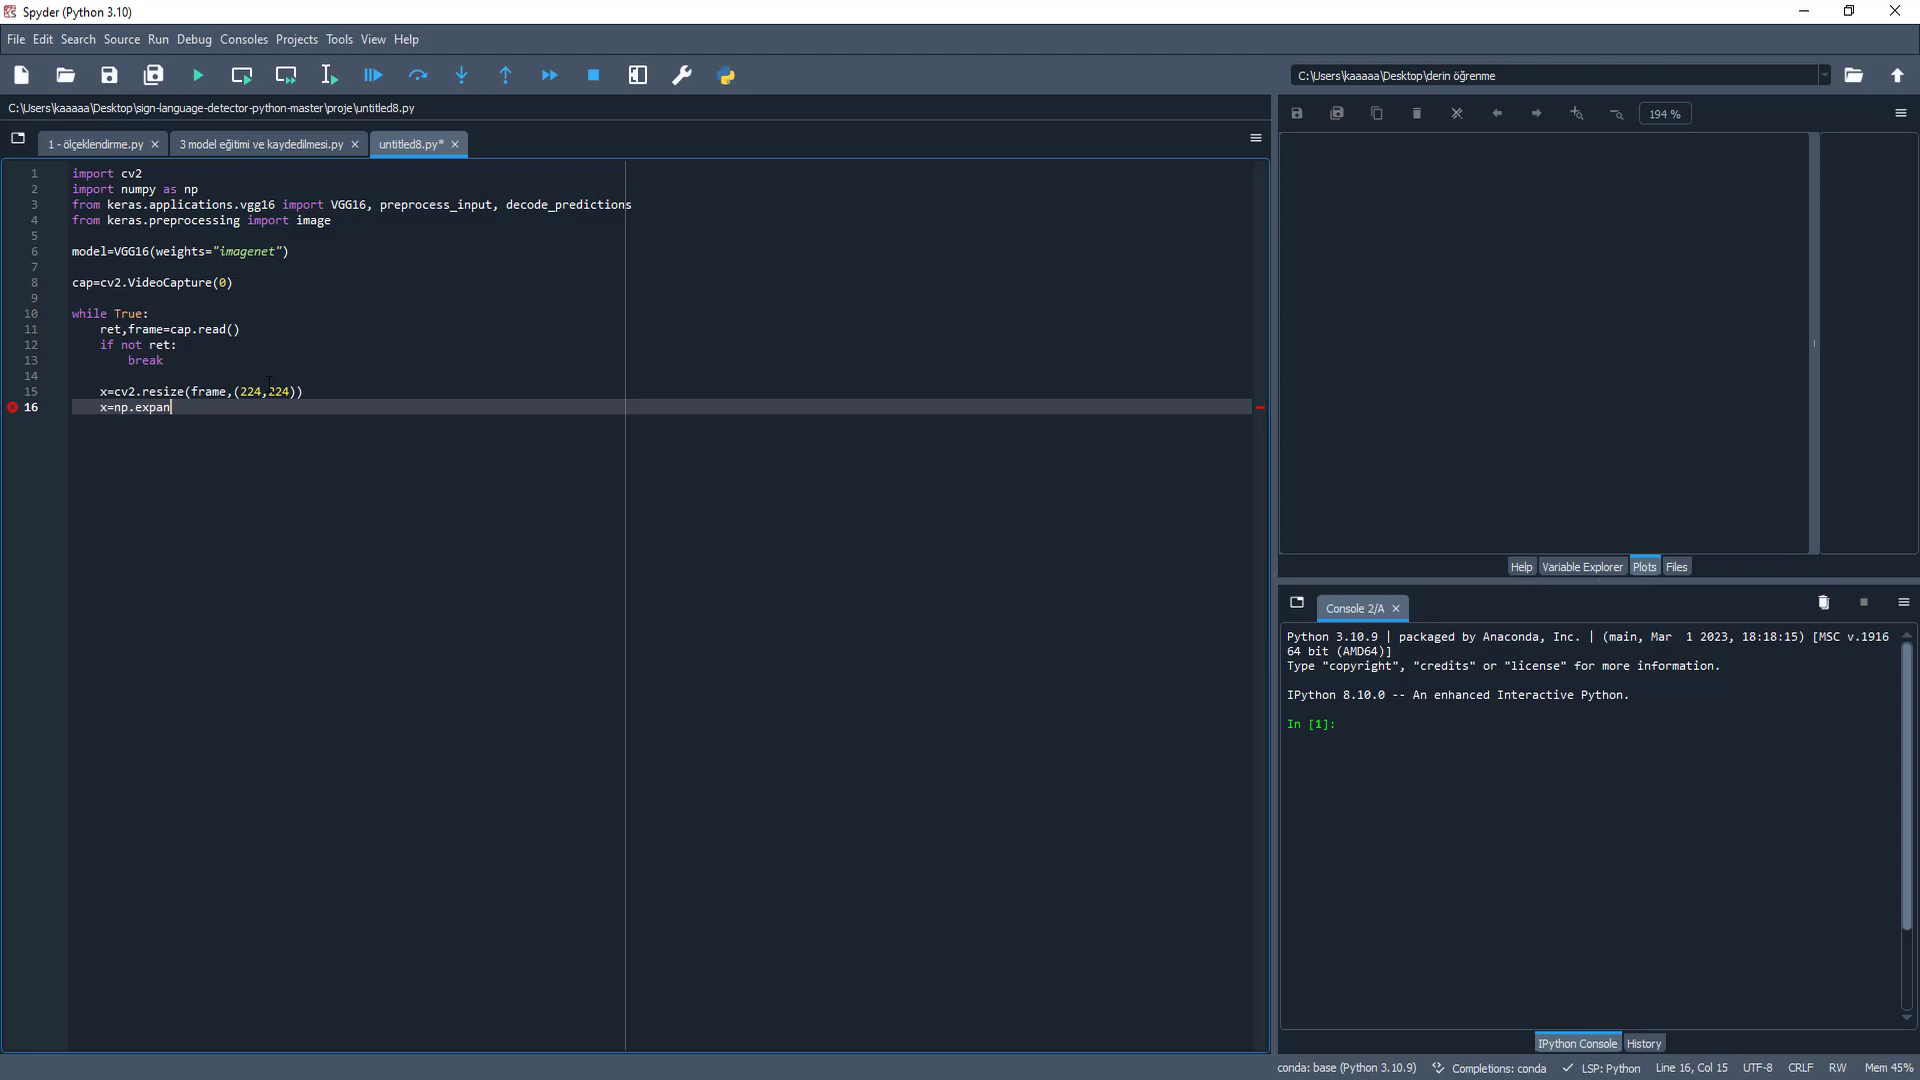 Spyder (Python 3.10)
File Edit Search Source Run Debug Consoles Projects Tools View Help
C:\Users\kaaaaa\Desktop\derin öğrenme
C:\Users\kaaaaa\Desktop\sign-language-detector-python-master\proje\untitled8.py
194 %
1 - ölçeklendirme.py
3 model eğitimi ve kaydedilmesi.py
untitled8.py*
1 import cv2
2 import numpy as np
3 from keras.applications.vgg16 import VGG16, preprocess_input, decode_predictions
4 from keras.preprocessing import image
5
6 model=VGG16(weights="imagenet")
7
8 cap=cv2.VideoCapture(0)
9
10 while True:
11 ret,frame=cap.read()
12 if not ret:
13 break
14
15 x=cv2.resize(frame,(224,224))
16 x=np.expan
Help Variable Explorer Plots Files
Console 2/A
Python 3.10.9 | packaged by Anaconda, Inc. | (main, Mar  1 2023, 18:18:15) [MSC v.1916
64 bit (AMD64)]
Type "copyright", "credits" or "license" for more information.
IPython 8.10.0 -- An enhanced Interactive Python.
In [1]:
IPython Console History
conda: base (Python 3.10.9) Completions: conda LSP: Python Line 16, Col 15 UTF-8 CRLF RW Mem 45%